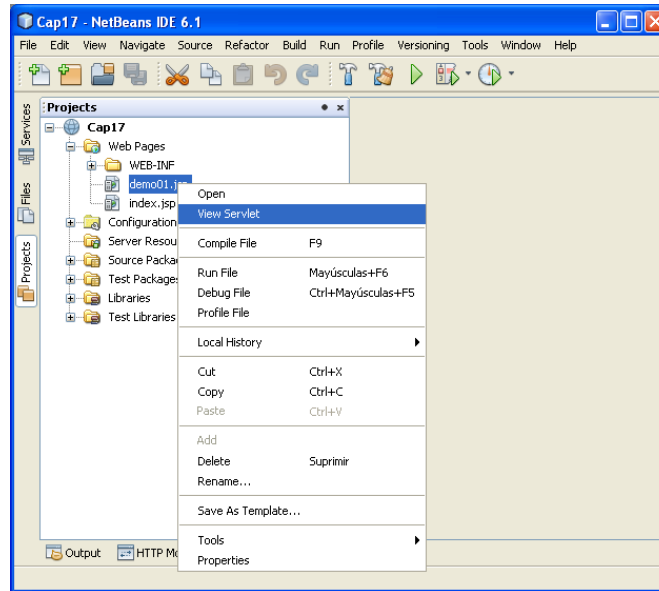 Cap17 - NetBeans IDE 6.1
File Edit View Navigate Source Refactor Build Run Profile Versioning Tools Window Help
Services
Files
Projects
Projects
Cap17
Web Pages
WEB-INF
demo01.jsp
index.jsp
Configuration
Server Resou
Source Packa
Test Package
Libraries
Test Libraries
Open
View Servlet
Compile File F9
Run File Mayúsculas+F6
Debug File Ctrl+Mayúsculas+F5
Profile File
Local History
Cut Ctrl+X
Copy Ctrl+C
Paste Ctrl+V
Add
Delete Suprimir
Rename...
Save As Template...
Tools
Properties
Output HTTP Mo